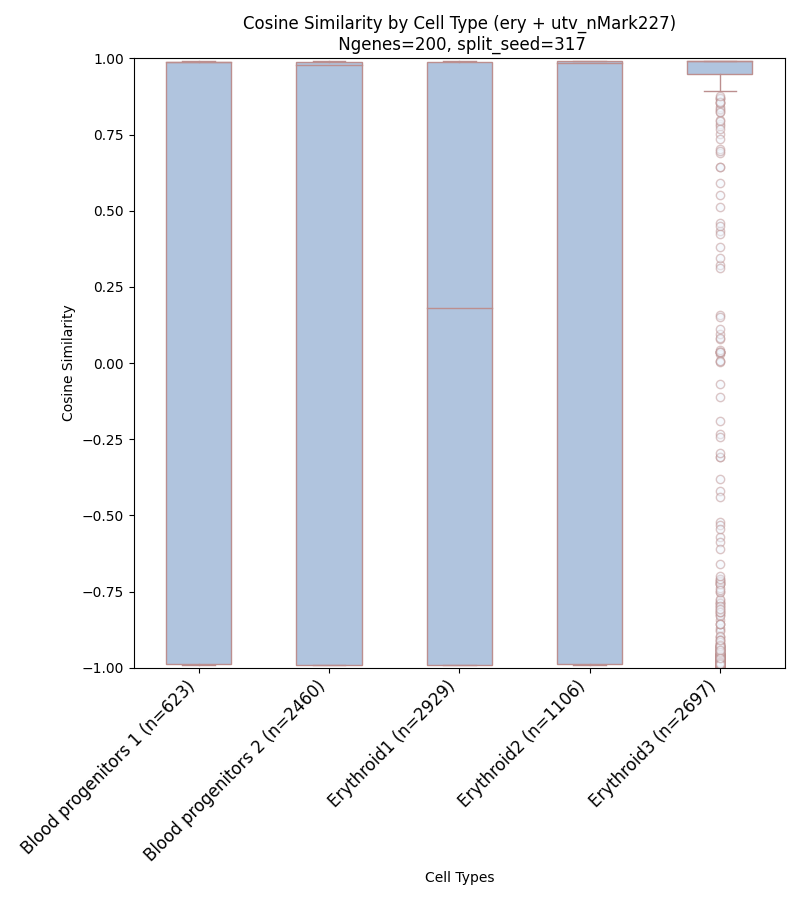 Cosine Similarity by Cell Type (ery + utv_nMark227)
Ngenes=200, split_seed=317
Cosine Similarity
1.00
0.75
0.50
0.25
0.00
−0.25
−0.50
−0.75
−1.00
Blood progenitors 1 (n=623)
Blood progenitors 2 (n=2460)
Erythroid1 (n=2929)
Erythroid2 (n=1106)
Erythroid3 (n=2697)
Cell Types